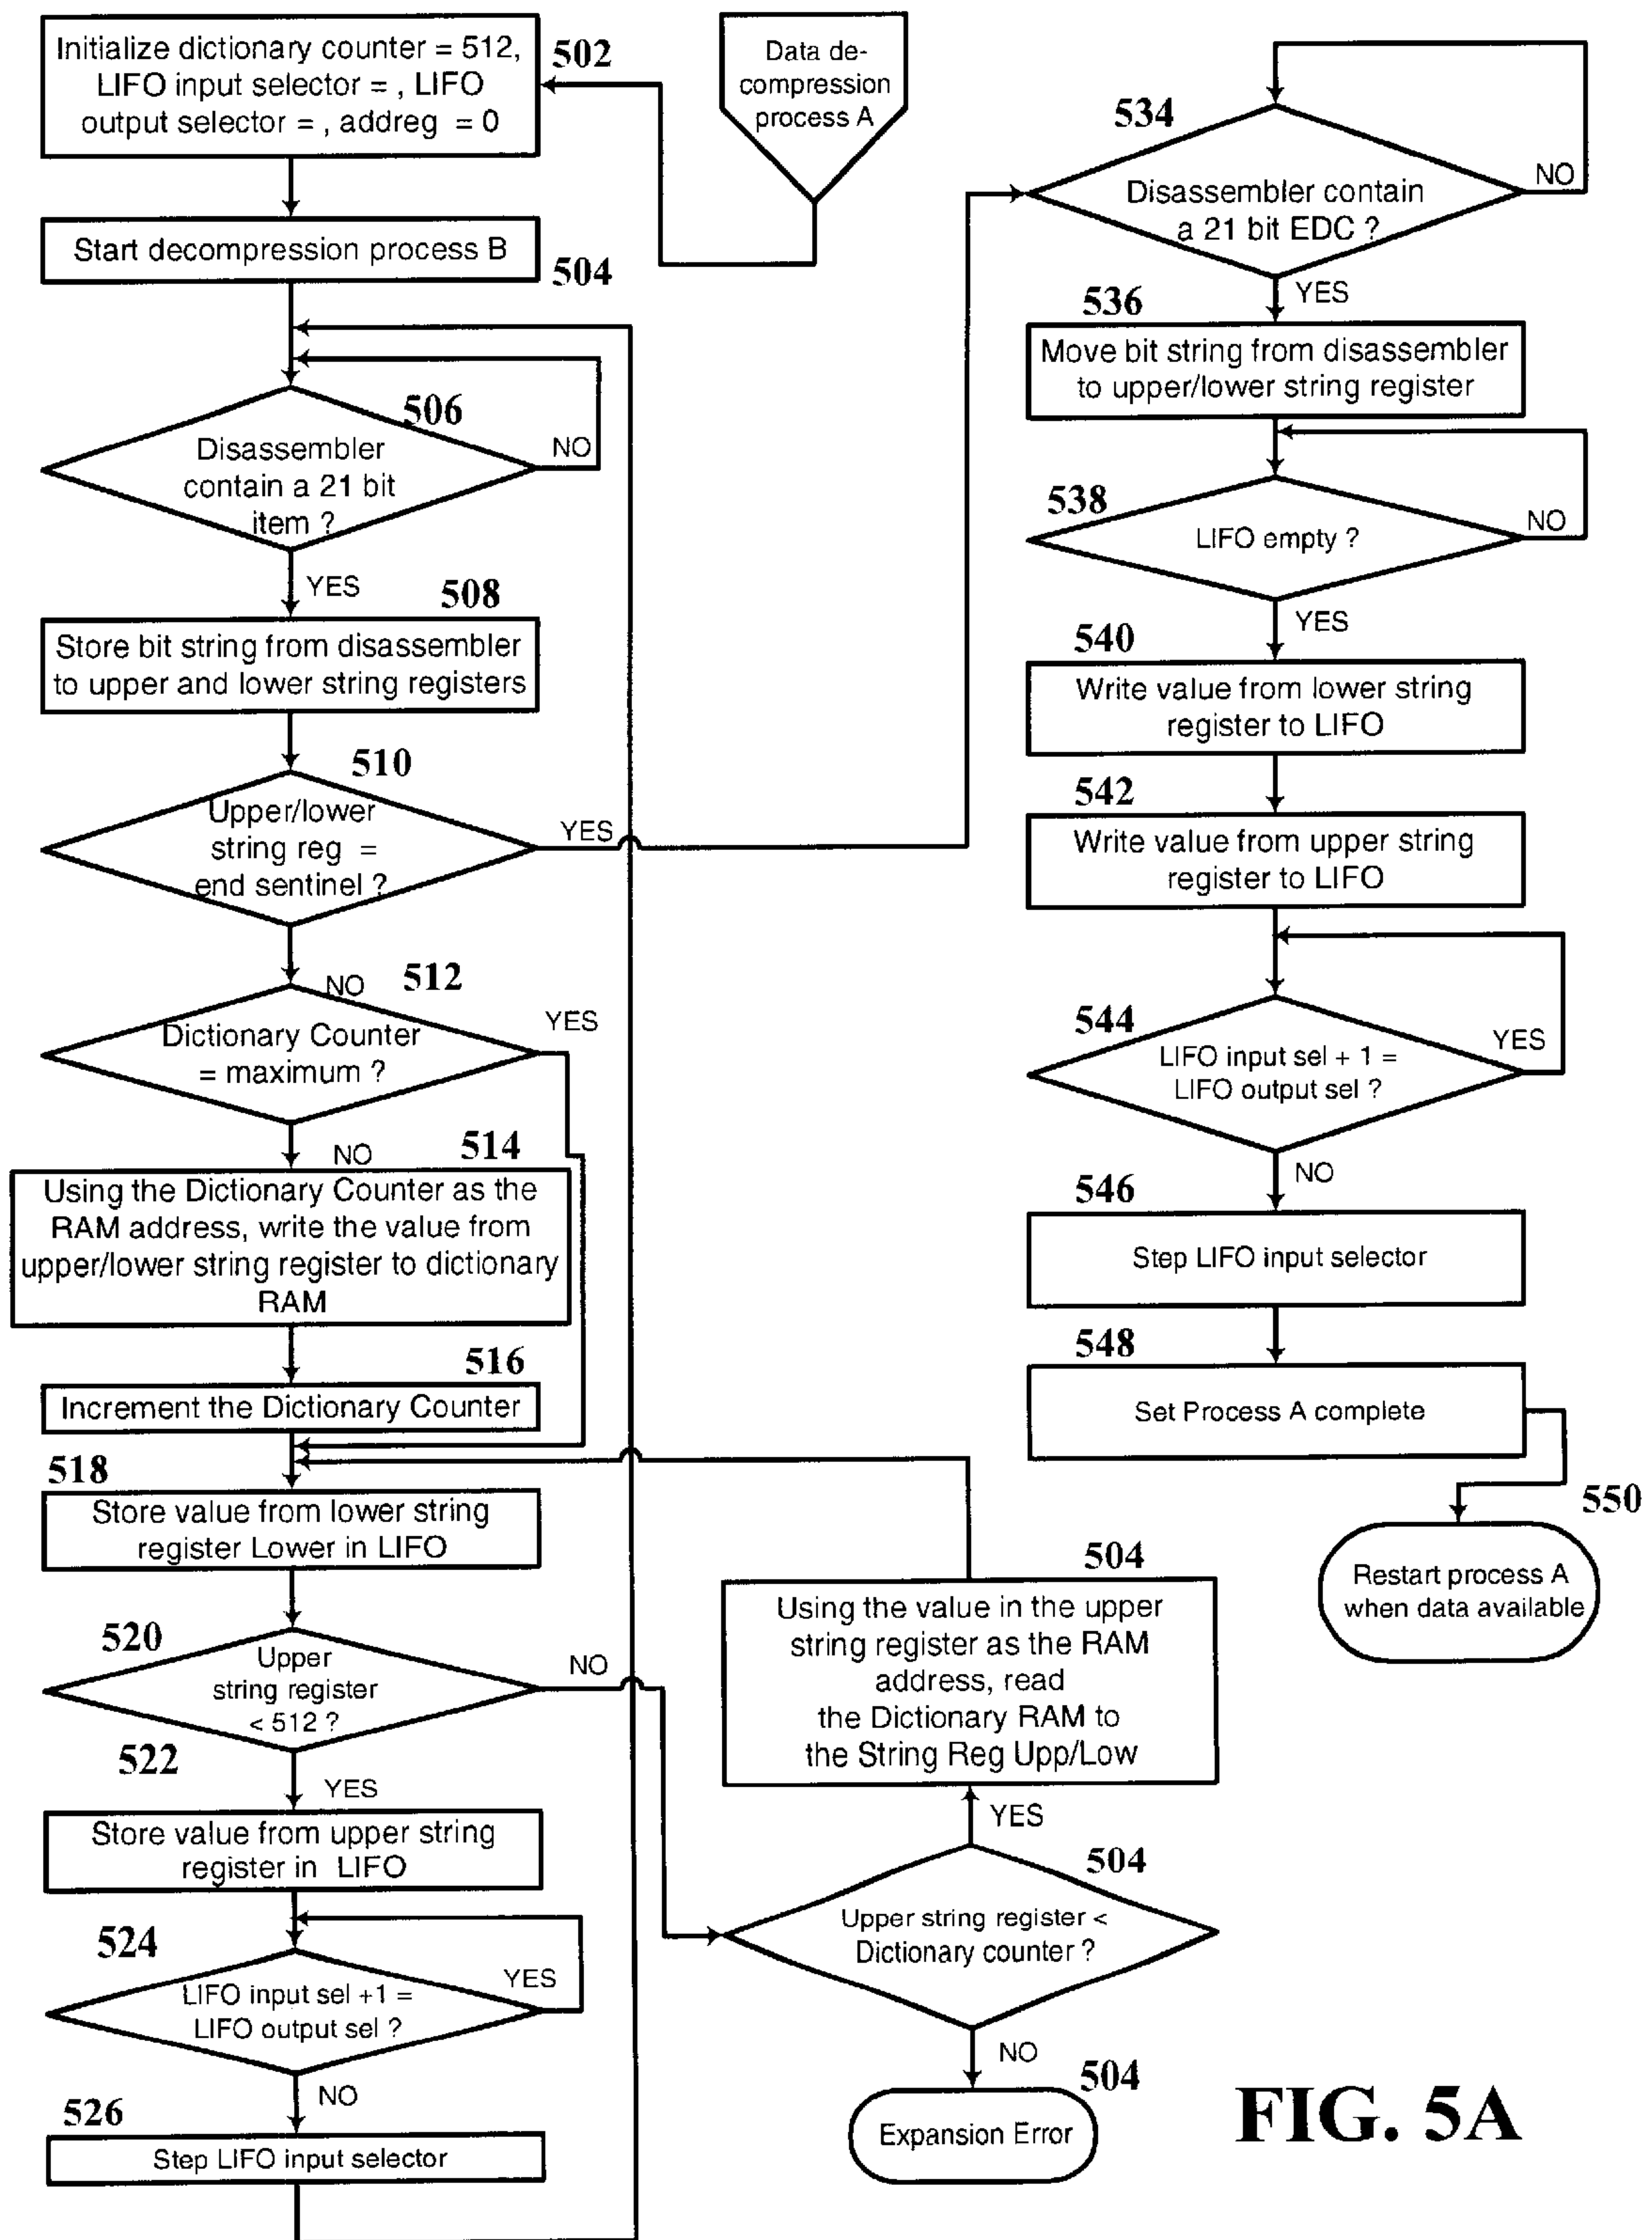 Initialize dictionary counter = 512,
LIFO input selector = , LIFO
output selector = , addreg = 0
502
Data de-
compression
process A
Start decompression process B
504
506
Disassembler
contain a 21 bit
item ?
NO
YES
508
Store bit string from disassembler
to upper and lower string registers
510
Upper/lower
string reg =
end sentinel ?
YES
NO
512
Dictionary Counter
= maximum ?
YES
NO
514
Using the Dictionary Counter as the
RAM address, write the value from
upper/lower string register to dictionary
RAM
516
Increment the Dictionary Counter
518
Store value from lower string
register Lower in LIFO
520
Upper
string register
< 512 ?
NO
522
YES
Store value from upper string
register in LIFO
524
LIFO input sel +1 =
LIFO output sel ?
YES
NO
526
Step LIFO input selector
504
Using the value in the upper
string register as the RAM
address, read
the Dictionary RAM to
the String Reg Upp/Low
YES
504
Upper string register <
Dictionary counter ?
NO
504
Expansion Error
534
Disassembler contain
a 21 bit EDC ?
NO
YES
536
Move bit string from disassembler
to upper/lower string register
538
LIFO empty ?
NO
YES
540
Write value from lower string
register to LIFO
542
Write value from upper string
register to LIFO
544
LIFO input sel + 1 =
LIFO output sel ?
YES
NO
546
Step LIFO input selector
548
Set Process A complete
550
Restart process A
when data available
FIG. 5A